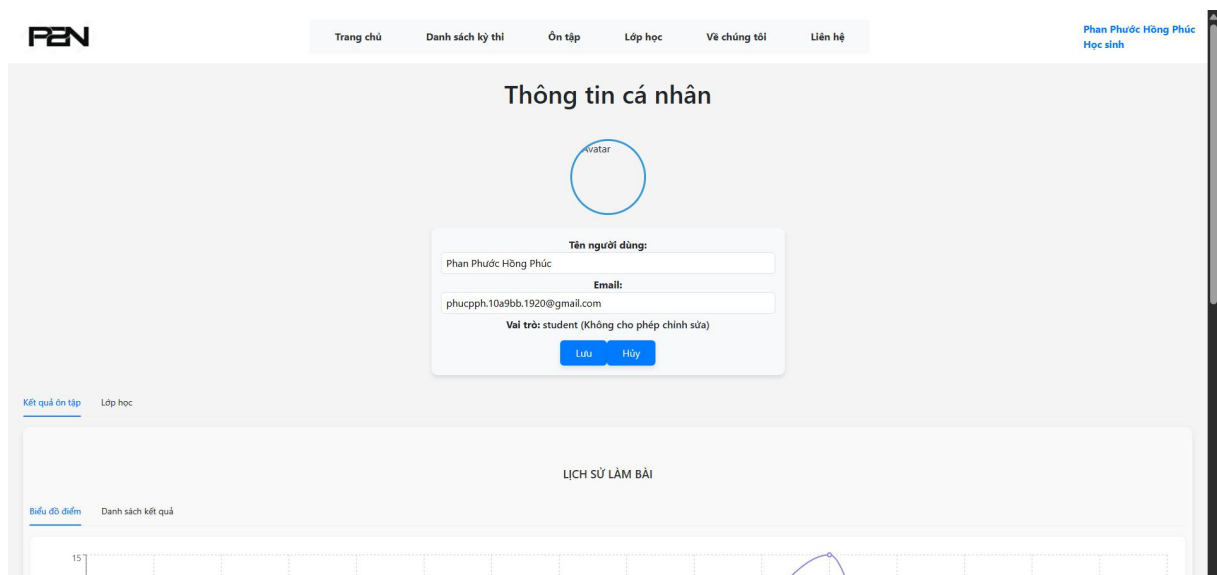 PEN
Trang chủ Danh sách kỳ thi Ôn tập Lớp học Về chúng tôi Liên hệ
Phan Phước Hồng Phúc
Học sinh
Thông tin cá nhân
Avatar
Tên người dùng:
Phan Phước Hồng Phúc
Email:
phucpph.10a9bb.1920@gmail.com
Vai trò: student (Không cho phép chỉnh sửa)
Lưu Hủy
Kết quả ôn tập Lớp học
LỊCH SỬ LÀM BÀI
Biểu đồ điểm Danh sách kết quả
15